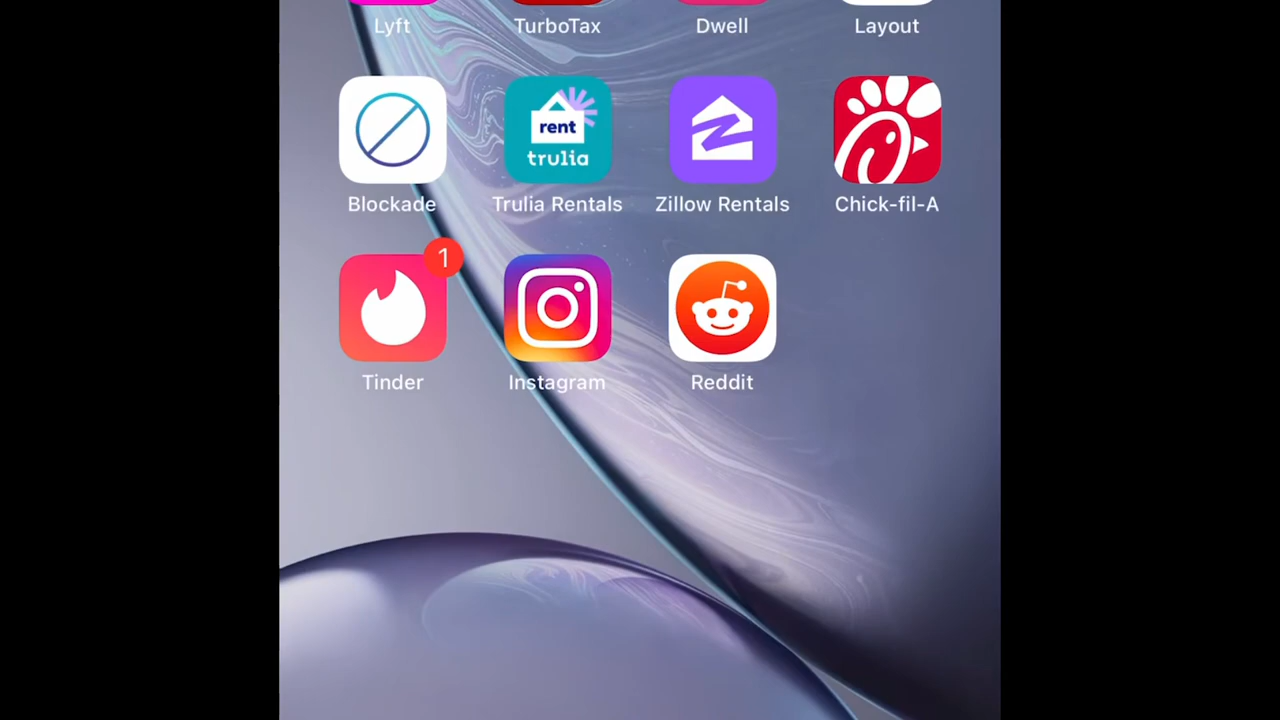 Lyft TurboTax Dwell Layout
rent
trulia
Blockade Trulia Rentals Zillow Rentals Chick-fil-A
1
Tinder Instagram Reddit